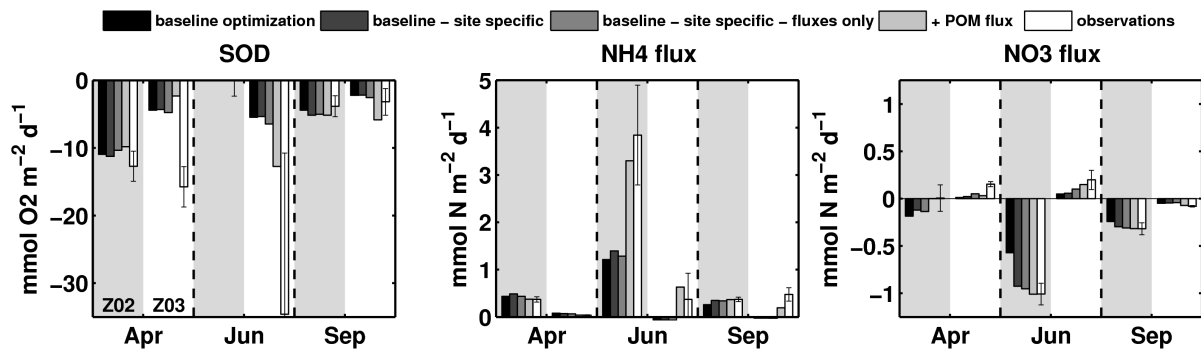 baseline optimization baseline − site specific baseline − site specific − fluxes only + POM flux observations
SOD NH4 flux NO3 flux
mmol O2 m−2 d−1
0
−10
−20
−30
Z02 Z03
Apr Jun Sep
mmol N m−2 d−1
5
4
3
2
1
0
Apr Jun Sep
mmol N m−2 d−1
1
0.5
0
−0.5
−1
Apr Jun Sep